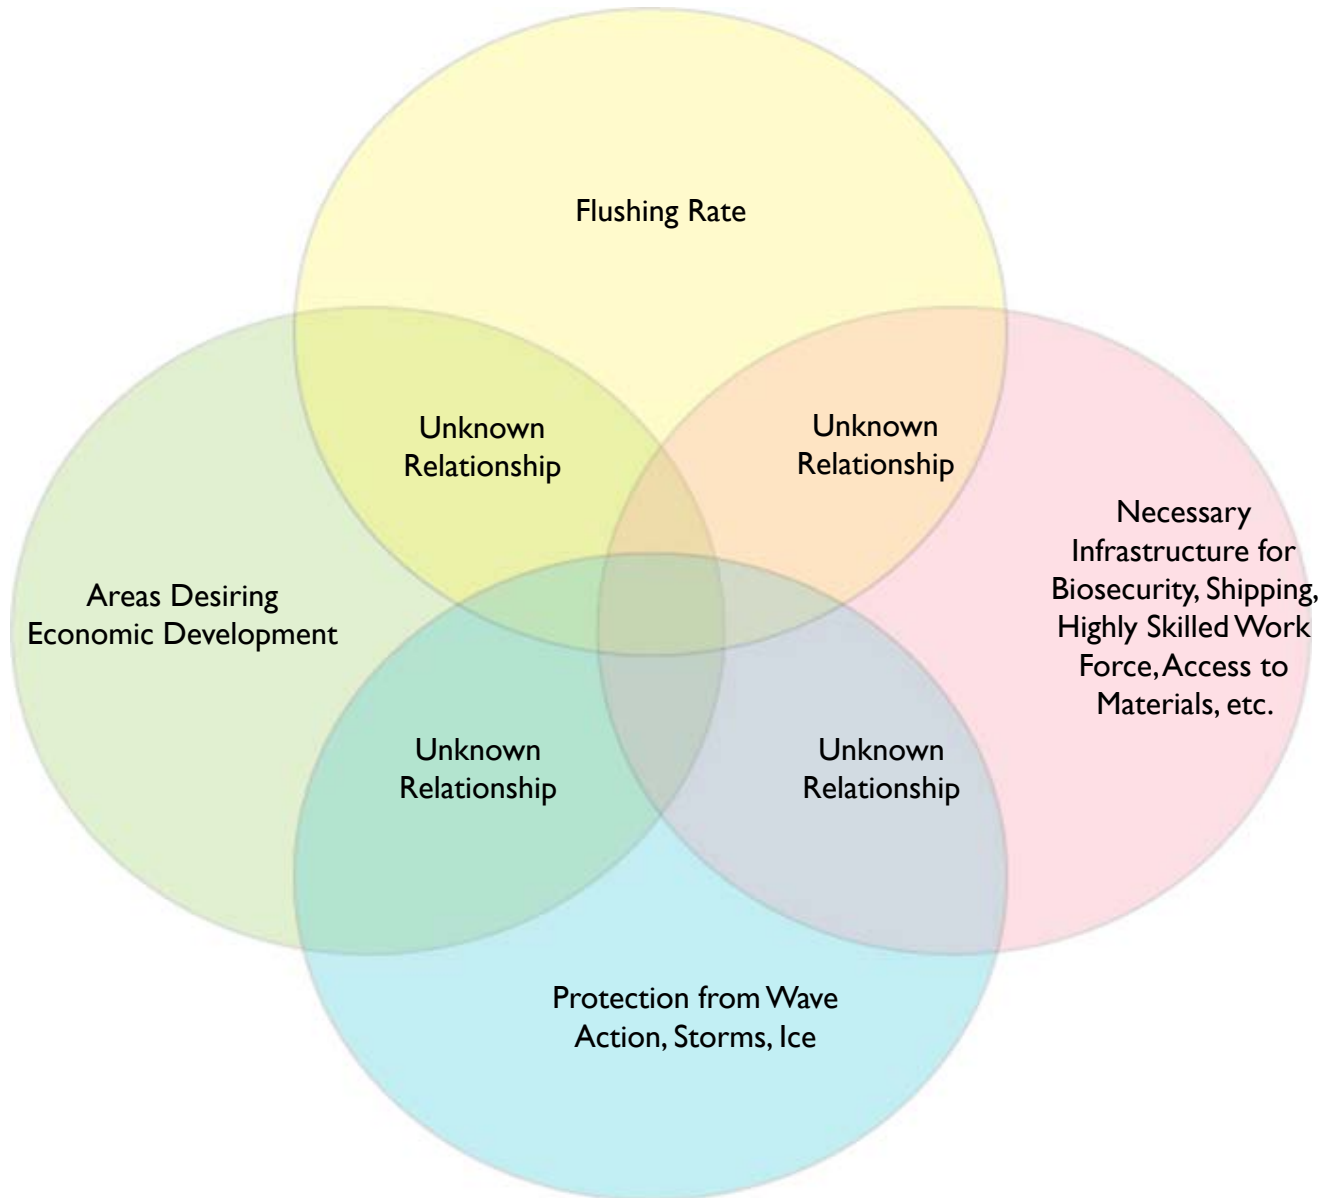 Flushing Rate
Unknown
Relationship
Unknown
Relationship
Areas Desiring
Economic Development
Necessary
Infrastructure for
Biosecurity, Shipping,
Highly Skilled Work
Force, Access to
Materials, etc.
Unknown
Relationship
Unknown
Relationship
Protection from Wave
Action, Storms, Ice